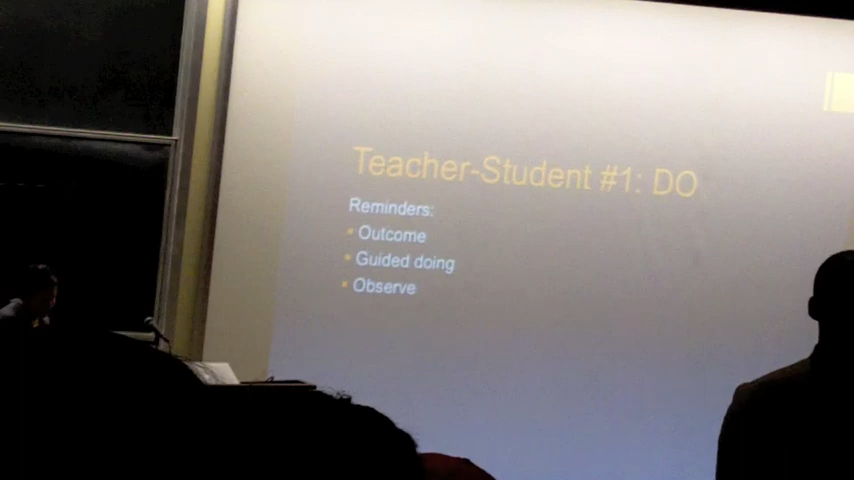 Teacher-Student #1: DO
Reminders:
Outcome
Guided doing
Observe